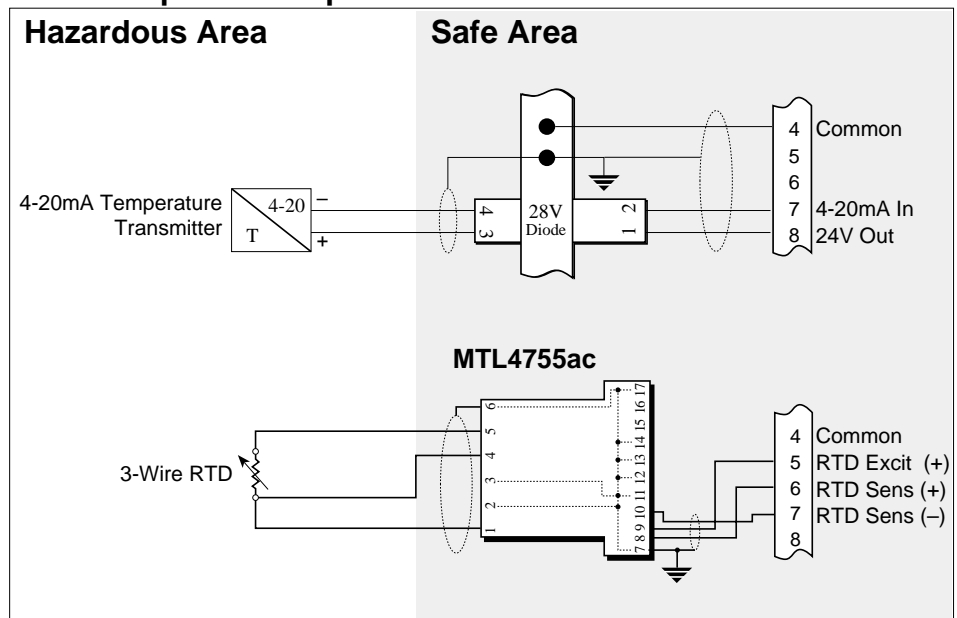 Hazardous Area
Safe Area
4-20mA Temperature
Transmitter
4-20
T
–
+
4
3
28V
Diode
2
1
4 Common
5
6
7 4-20mA In
8 24V Out
MTL4755ac
3-Wire RTD
6
5
4
3
2
1
17
16
15
14
13
12
11
10
9
8
7
4 Common
5 RTD Excit (+)
6 RTD Sens (+)
7 RTD Sens (–)
8